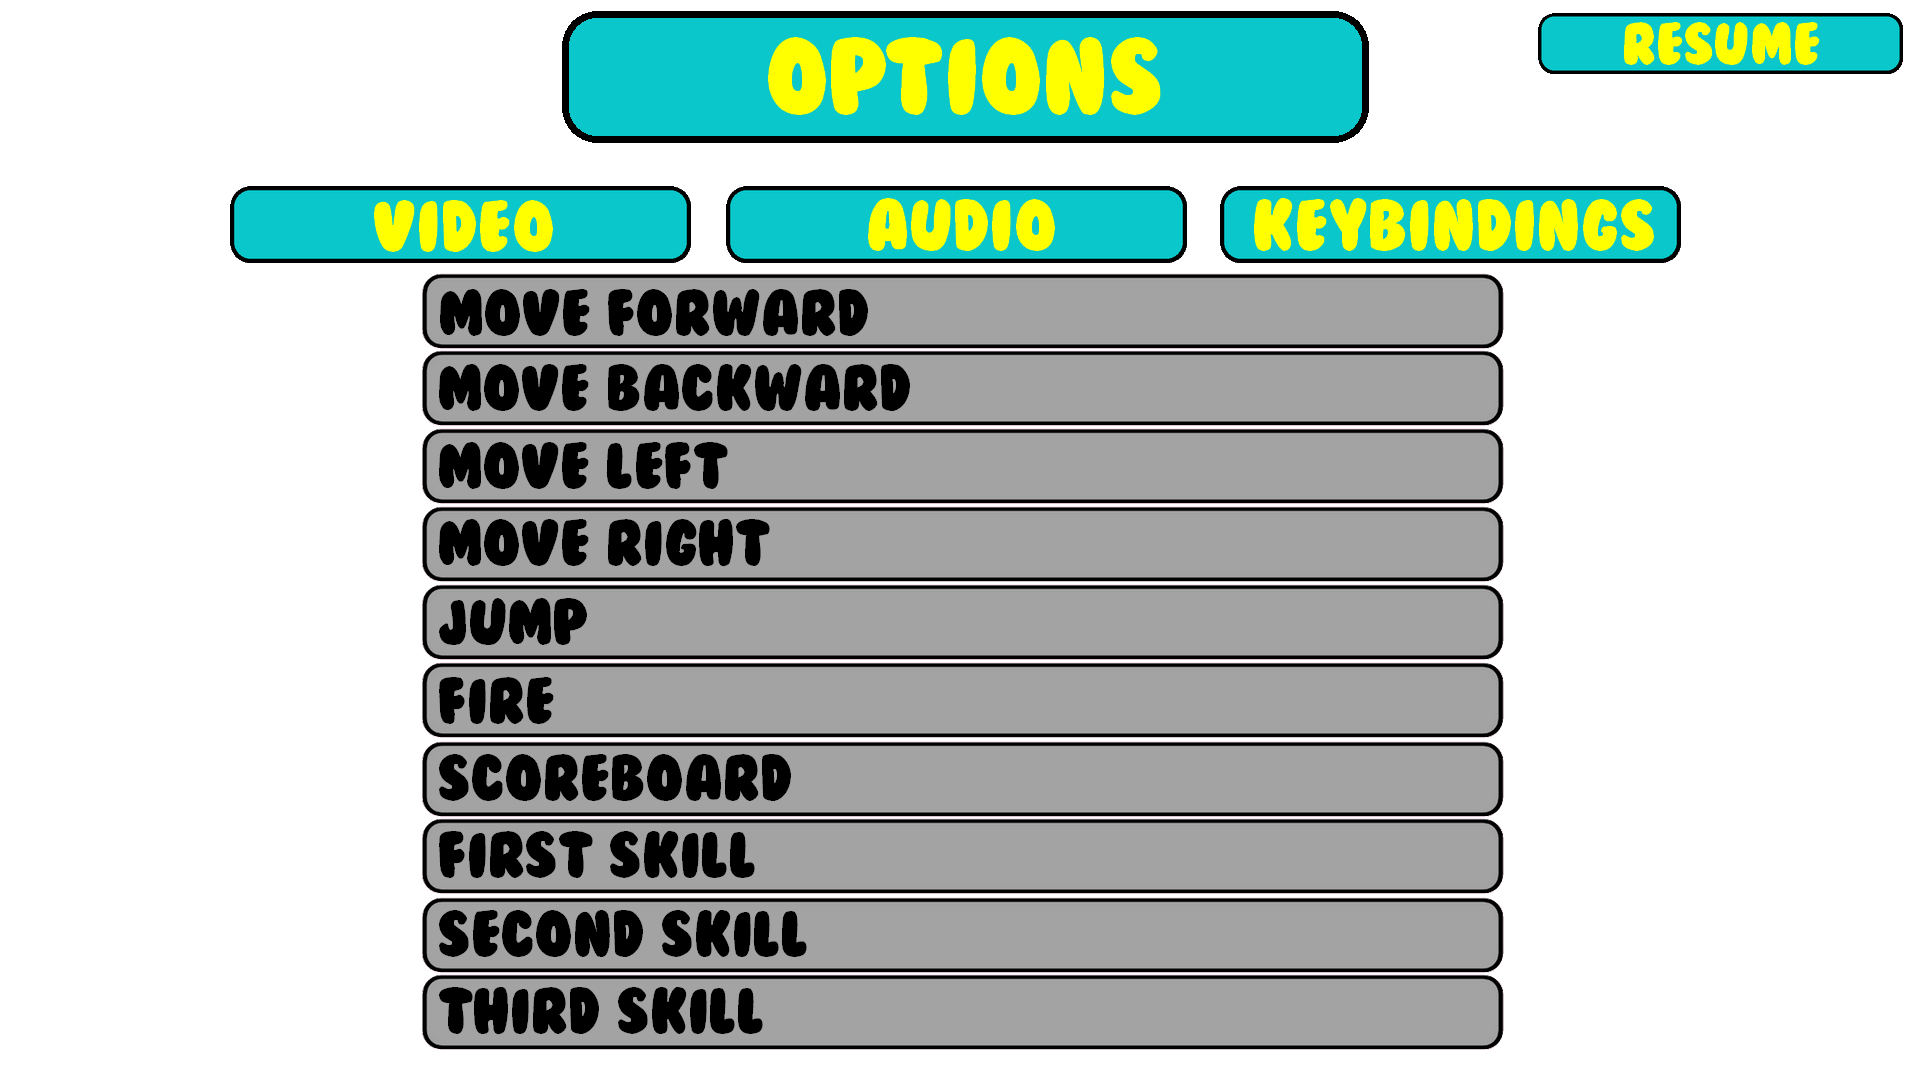 OPTIONS
RESUME
VIDEO
AUDIO
KEYBINDINGS
MOVE FORWARD
MOVE BACKWARD
MOVE LEFT
MOVE RIGHT
JUMP
FIRE
SCOREBOARD
FIRST SKILL
SECOND SKILL
THIRD SKILL